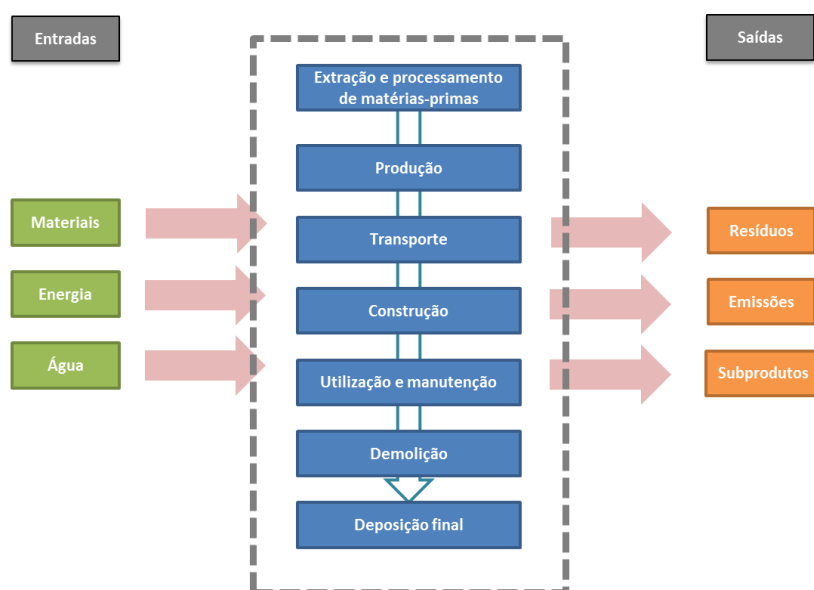 Entradas
Saídas
Extração e processamento
de matérias-primas
Produção
Materiais
Transporte
Resíduos
Energia
Construção
Emissões
Água
Utilização e manutenção
Subprodutos
Demolição
Deposição final